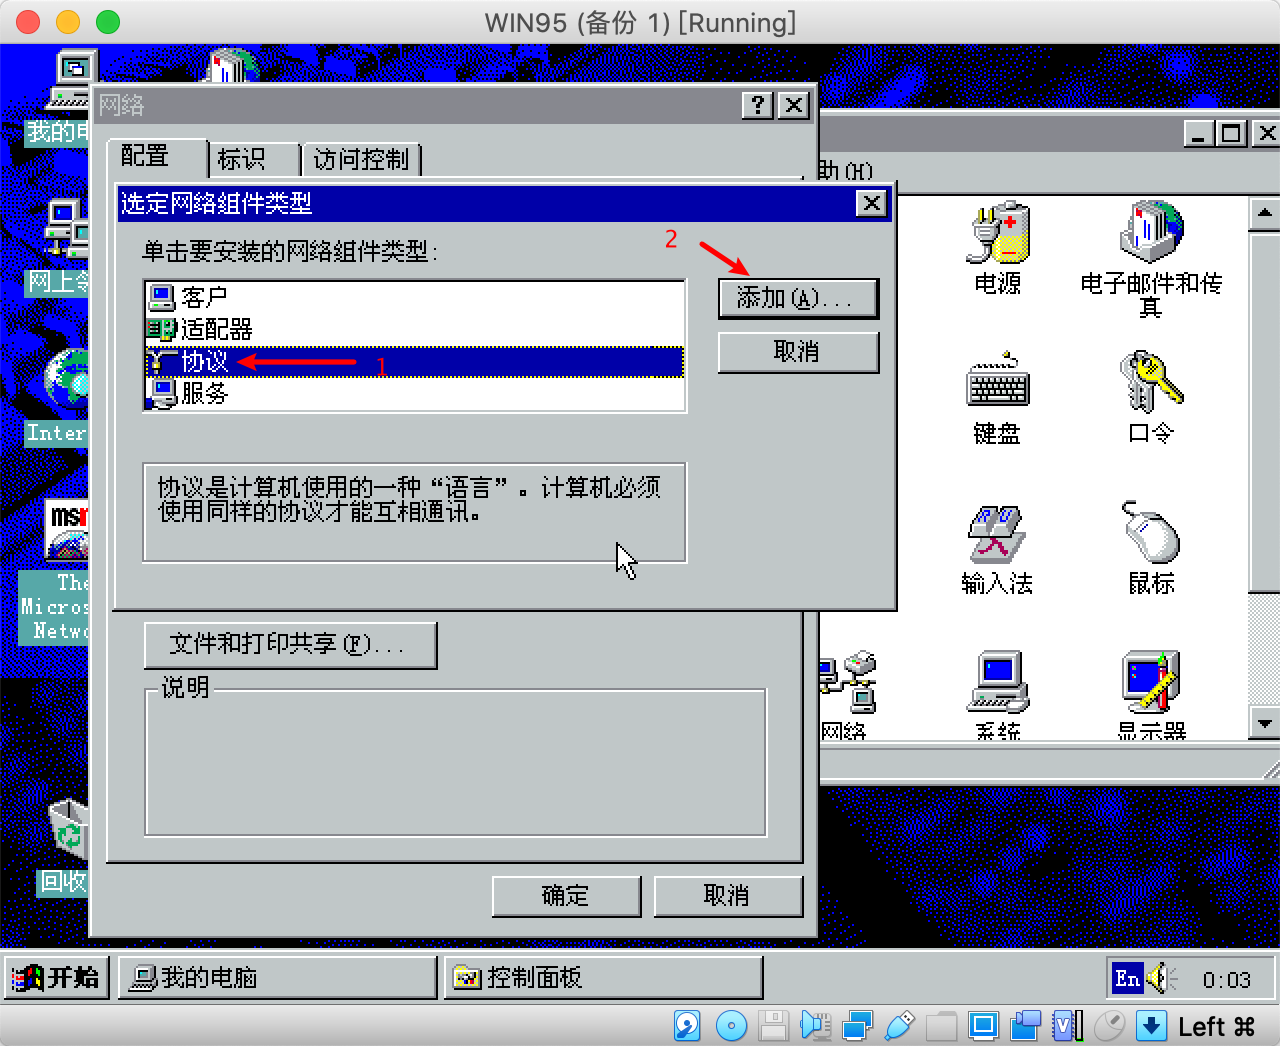 WIN95 (备份 1) [Running]
我的电
网络
配置
标识
访问控制
助(H)
选定网络组件类型
单击要安装的网络组件类型:
客户
适配器
协议
服务
1
2
添加(A)...
取消
协议是计算机使用的一种“语言”。计算机必须
使用同样的协议才能互相通讯。
文件和打印共享(F)...
说明
确定
取消
网上令
Inter
msn
The
Micros
Netwo
回收
电源
电子邮件和传
真
键盘
口令
输入法
鼠标
网络
系统
显示器
开始
我的电脑
控制面板
En
0:03
Left ⌘